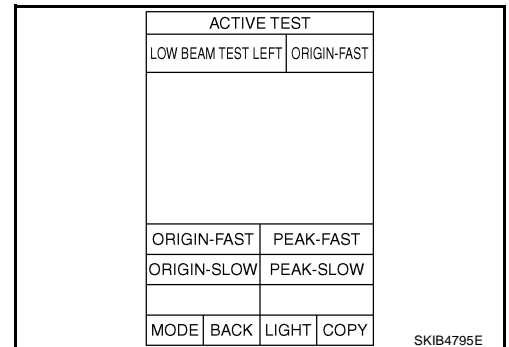 ACTIVE TEST
LOW BEAM TEST LEFT ORIGIN-FAST
ORIGIN-FAST PEAK-FAST
ORIGIN-SLOW PEAK-SLOW
MODE BACK LIGHT COPY
SKIB4795E